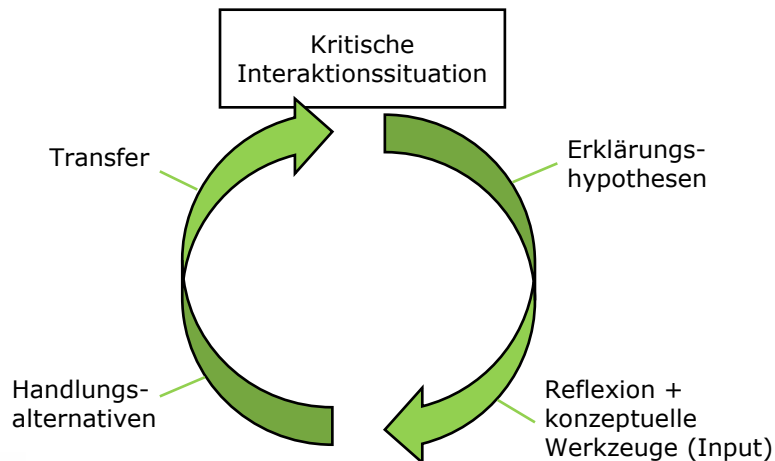 Kritische
Interaktionssituation
Transfer
Erklärungs-
hypothesen
Handlungs-
alternativen
Reflexion +
konzeptuelle
Werkzeuge (Input)